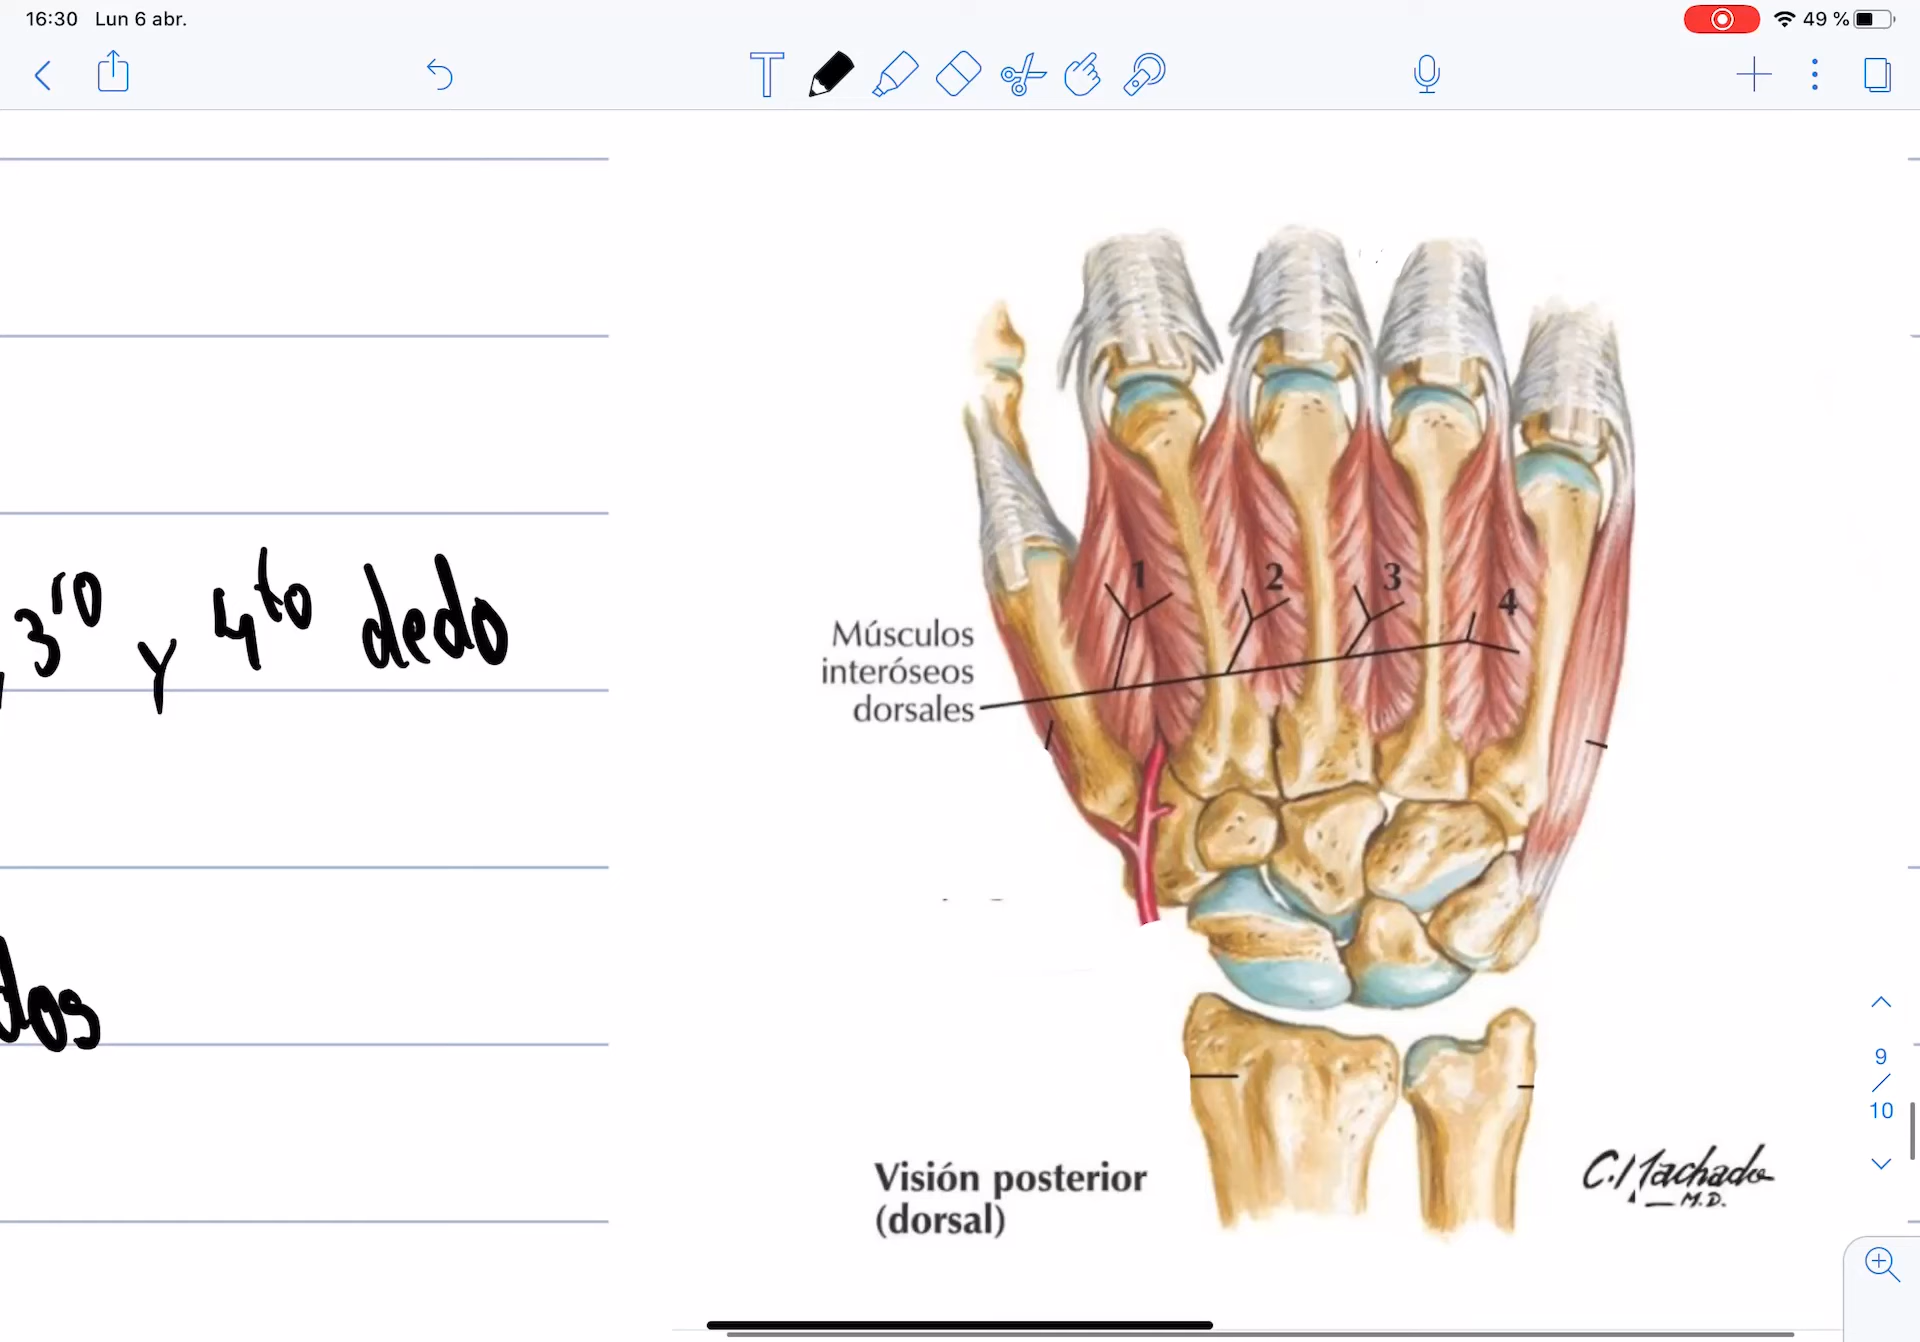 16:30 Lun 6 abr.
49 %
3ro y 4to dedo
1
2
3
4
Músculos
interóseos
dorsales
9
/
10
Visión posterior
(dorsal)
C. Machado
M.D.